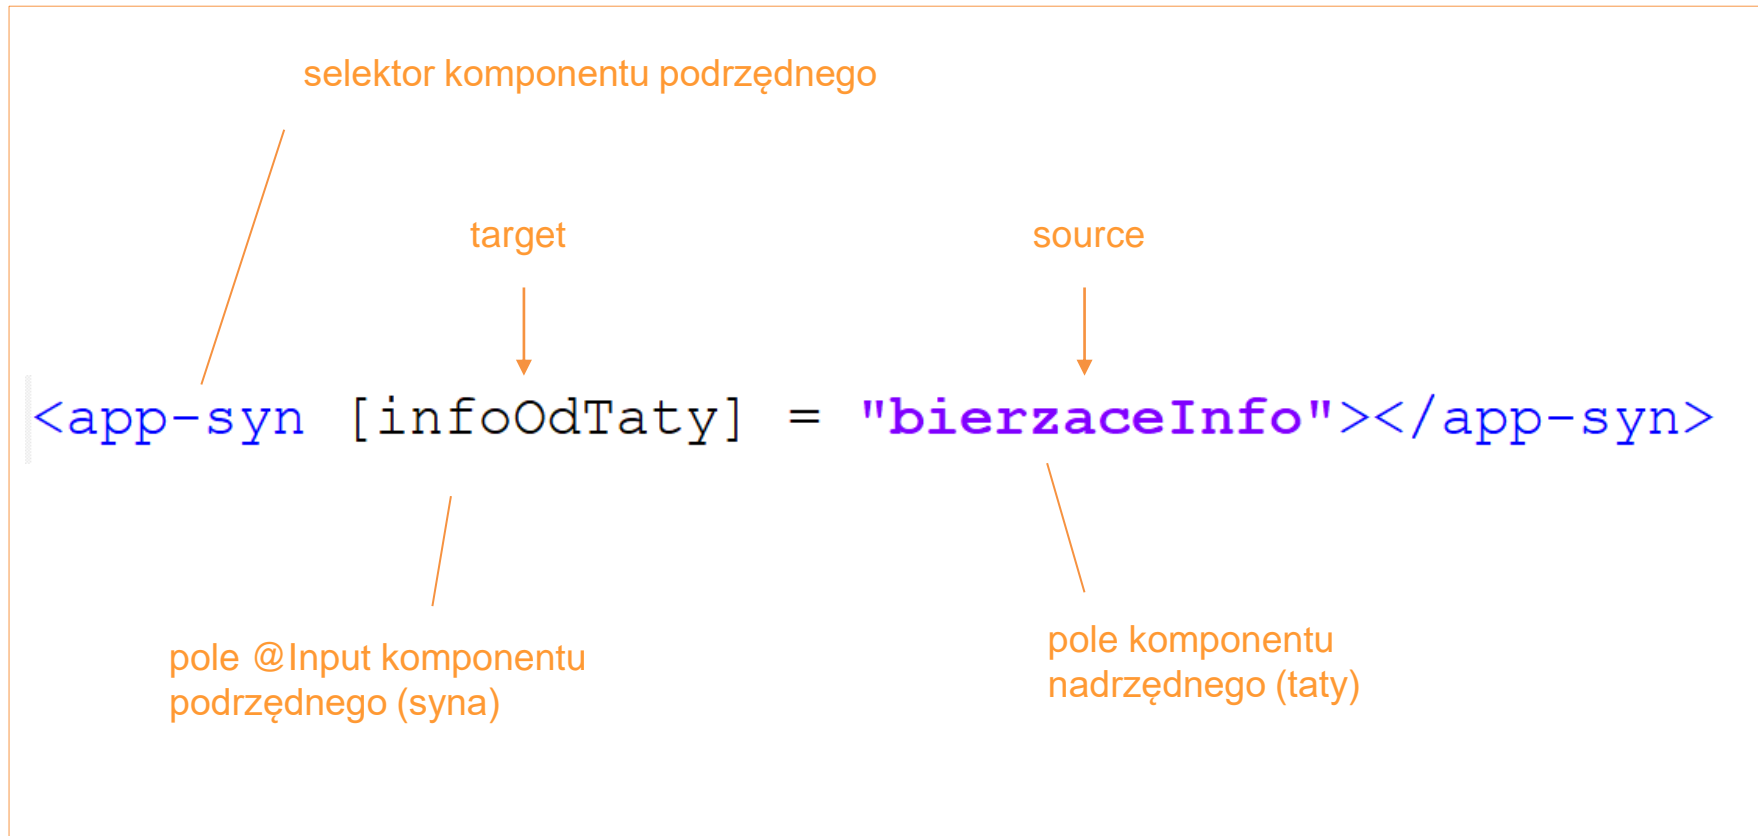 selektor komponentu podrzędnego
target
source
<app-syn [infoOdTaty] = "bierzaceInfo"></app-syn>
pole @Input komponentu
podrzędnego (syna)
pole komponentu
nadrzędnego (taty)